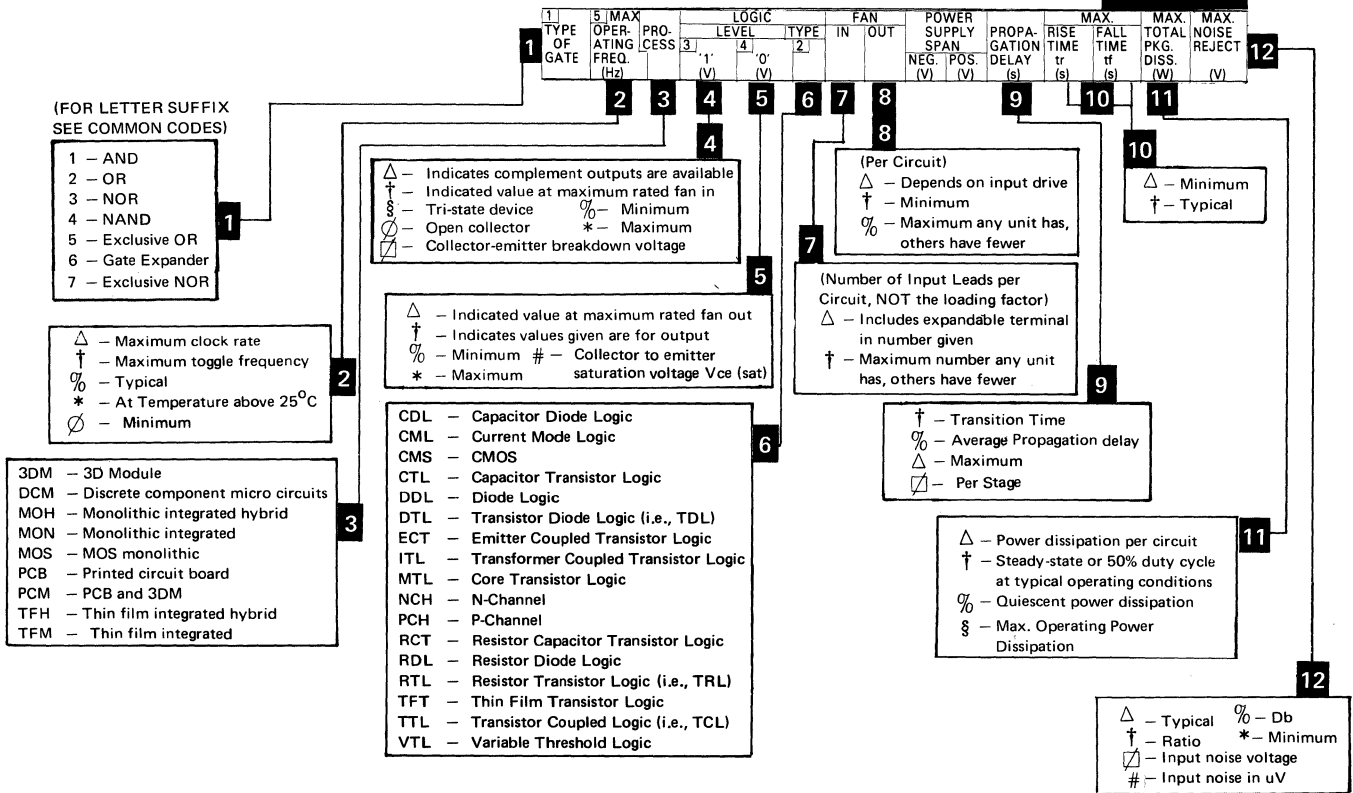 1 TYPE OF GATE
5 MAX OPER-ATING FREQ. (Hz)
PRO-CESS
LOGIC
LEVEL
3 '1' (V)
4 '0' (V)
TYPE 2
FAN
IN
OUT
POWER SUPPLY SPAN
NEG. (V)
POS. (V)
PROPA-GATION DELAY (s)
MAX.
RISE TIME tr (s)
FALL TIME tf (s)
MAX. TOTAL PKG. DISS. (W)
MAX. NOISE REJECT (V)
1
12
2
3
4
5
6
7
8
9
10
11
(FOR LETTER SUFFIX
SEE COMMON CODES)
1 – AND
2 – OR
3 – NOR
4 – NAND
5 – Exclusive OR
6 – Gate Expander
7 – Exclusive NOR
1
△ – Maximum clock rate
† – Maximum toggle frequency
% – Typical
* – At Temperature above 25°C
∅ – Minimum
2
3DM – 3D Module
DCM – Discrete component micro circuits
MOH – Monolithic integrated hybrid
MON – Monolithic integrated
MOS – MOS monolithic
PCB – Printed circuit board
PCM – PCB and 3DM
TFH – Thin film integrated hybrid
TFM – Thin film integrated
3
4
△ – Indicates complement outputs are available
† – Indicated value at maximum rated fan in
§ – Tri-state device % – Minimum
∅ – Open collector * – Maximum
⍁ – Collector-emitter breakdown voltage
5
△ – Indicated value at maximum rated fan out
† – Indicates values given are for output
% – Minimum # – Collector to emitter
* – Maximum saturation voltage Vce (sat)
CDL – Capacitor Diode Logic
CML – Current Mode Logic
CMS – CMOS
CTL – Capacitor Transistor Logic
DDL – Diode Logic
DTL – Transistor Diode Logic (i.e., TDL)
ECT – Emitter Coupled Transistor Logic
ITL – Transformer Coupled Transistor Logic
MTL – Core Transistor Logic
NCH – N-Channel
PCH – P-Channel
RCT – Resistor Capacitor Transistor Logic
RDL – Resistor Diode Logic
RTL – Resistor Transistor Logic (i.e., TRL)
TFT – Thin Film Transistor Logic
TTL – Transistor Coupled Logic (i.e., TCL)
VTL – Variable Threshold Logic
6
8
(Per Circuit)
△ – Depends on input drive
† – Minimum
% – Maximum any unit has,
others have fewer
7
(Number of Input Leads per
Circuit, NOT the loading factor)
△ – Includes expandable terminal
in number given
† – Maximum number any unit
has, others have fewer
10
△ – Minimum
† – Typical
9
† – Transition Time
% – Average Propagation delay
△ – Maximum
⍁ – Per Stage
11
△ – Power dissipation per circuit
† – Steady-state or 50% duty cycle
at typical operating conditions
% – Quiescent power dissipation
§ – Max. Operating Power
Dissipation
12
△ – Typical % – Db
† – Ratio * – Minimum
⍁ – Input noise voltage
# – Input noise in uV